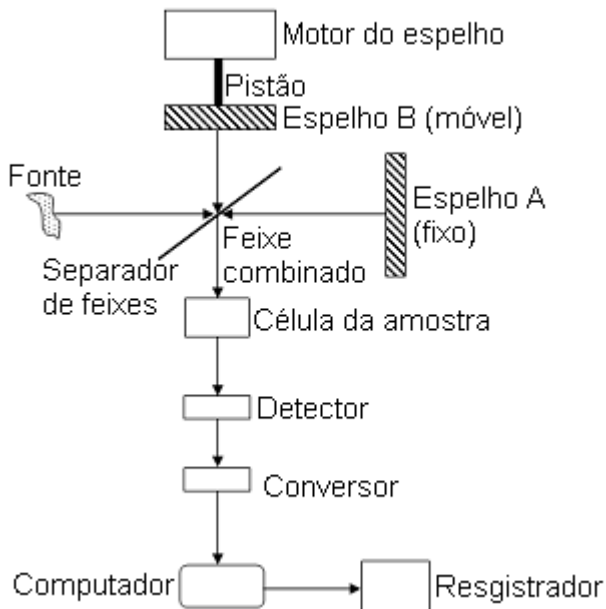 Motor do espelho
Pistão
Espelho B (móvel)
Fonte
Espelho A
(fixo)
Separador
de feixes
Feixe
combinado
Célula da amostra
Detector
Conversor
Computador
Resgistrador